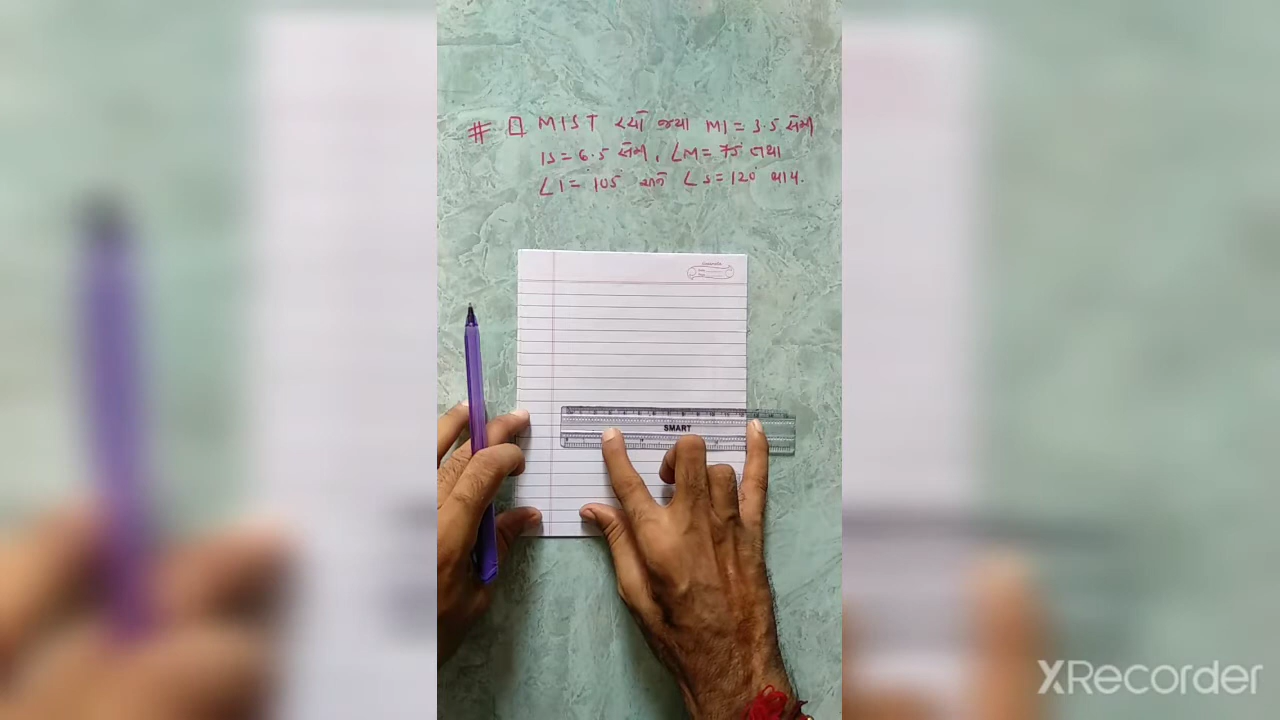 # □ MIST રચો જ્યાં MI = 3.5 સેમી
IS = 6.5 સેમી, ∠M = 75 તથા
∠I = 105 અને ∠S = 120 થાય.
SMART
XRecorder